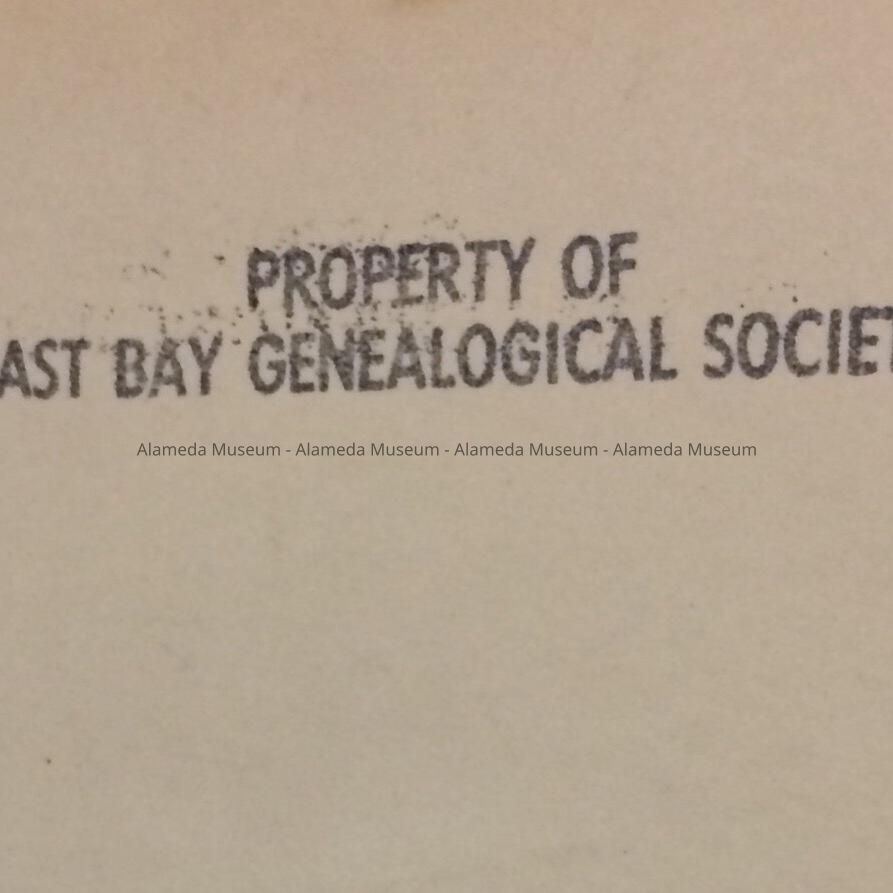 PROPERTY OF
AST BAY GENEALOGICAL SOCIET
Alameda Museum - Alameda Museum - Alameda Museum - Alameda Museum